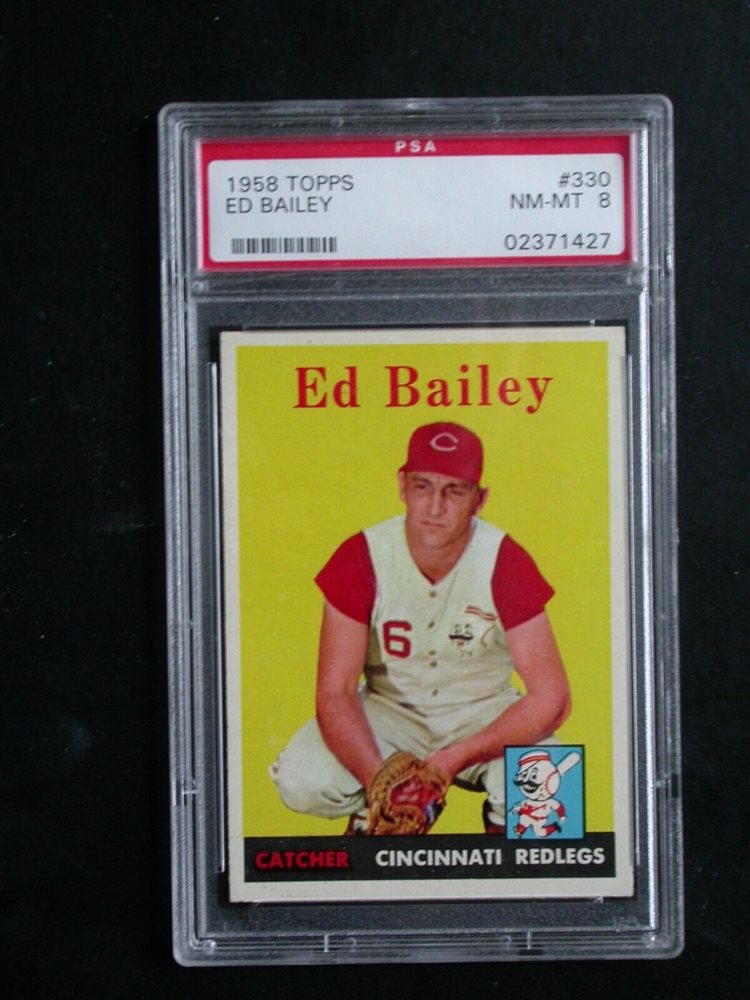 PSA
1958 TOPPS #330
ED BAILEY NM-MT 8
02371427
Ed Bailey
C
6
CATCHER CINCINNATI REDLEGS